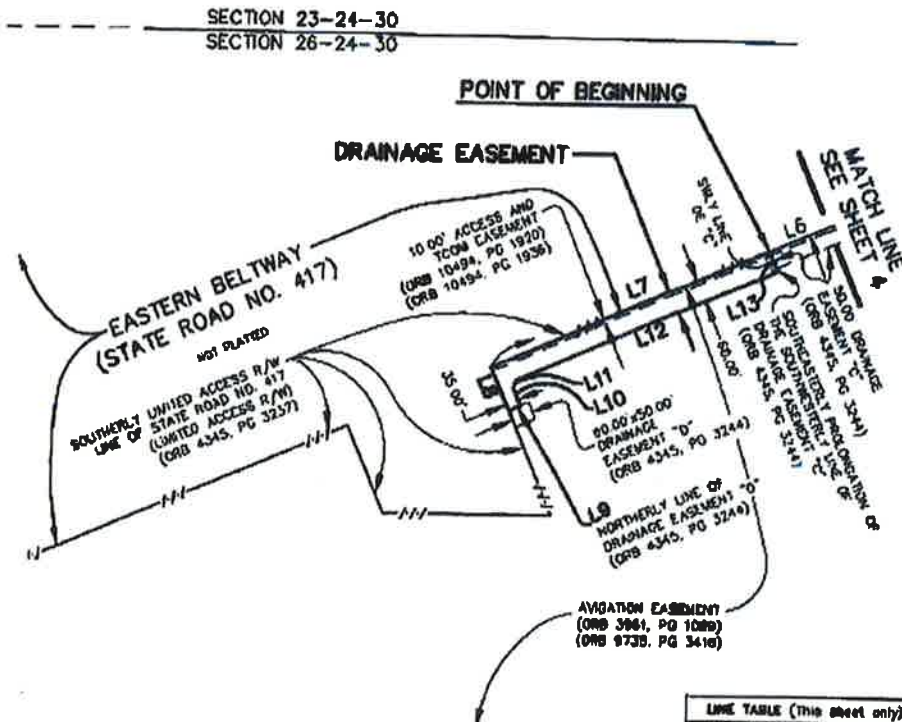 SECTION 23-24-30
SECTION 26-24-30
POINT OF BEGINNING
DRAINAGE EASEMENT
MATCH LINE
SEE SHEET 4
SWLY LINE
DE "C"
L6
10.00' ACCESS AND
TCOM EASEMENT
(ORB 10494, PG 1920)
(ORB 10494, PG 1936)
EASTERN BELTWAY
(STATE ROAD NO. 417)
NOT PLATTED
L7
L12
L13
60.00'
50.00' DRAINAGE
EASEMENT "C"
(ORB 4345, PG 3244)
SOUTHEASTERLY PROLONGATION OF
THE SOUTHWESTERLY LINE OF
DRAINAGE EASEMENT "C"
(ORB 4345, PG 3244)
SOUTHERLY LIMITED ACCESS R/W
LINE OF STATE ROAD NO. 417
(LIMITED ACCESS R/W)
(ORB 4345, PG 3237)
35.00'
L11
L10
60.00'x50.00'
DRAINAGE
EASEMENT "D"
(ORB 4345, PG 3244)
L9
NORTHERLY LINE OF
DRAINAGE EASEMENT "D"
(ORB 4345, PG 3244)
AVIGATION EASEMENT
(ORB 3961, PG 1089)
(ORB 9735, PG 3416)
LINE TABLE (This sheet only)